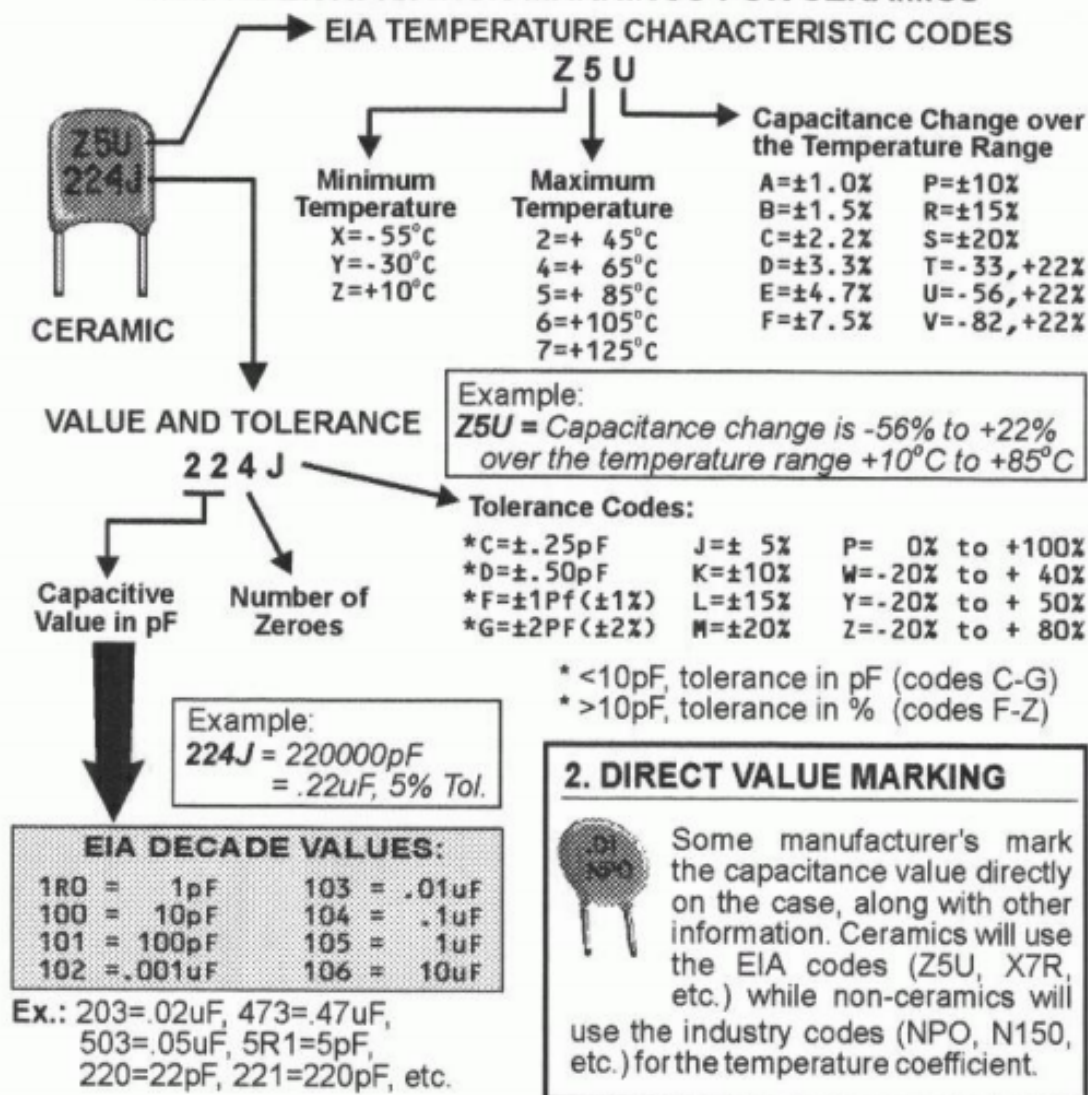 EIA TEMPERATURE CHARACTERISTIC CODES
Z 5 U
Z5U
224J
CERAMIC
Minimum
Temperature
X=-55°C
Y=-30°C
Z=+10°C
Maximum
Temperature
2=+ 45°C
4=+ 65°C
5=+ 85°C
6=+105°C
7=+125°C
Capacitance Change over
the Temperature Range
A=±1.0% P=±10%
B=±1.5% R=±15%
C=±2.2% S=±20%
D=±3.3% T=-33,+22%
E=±4.7% U=-56,+22%
F=±7.5% V=-82,+22%
Example:
Z5U = Capacitance change is -56% to +22%
over the temperature range +10°C to +85°C
VALUE AND TOLERANCE
2 2 4 J
Capacitive
Value in pF
Number of
Zeroes
Tolerance Codes:
*C=±.25pF J=± 5% P= 0% to +100%
*D=±.50pF K=±10% W=-20% to + 40%
*F=±1Pf(±1%) L=±15% Y=-20% to + 50%
*G=±2PF(±2%) M=±20% Z=-20% to + 80%
* <10pF, tolerance in pF (codes C-G)
* >10pF, tolerance in % (codes F-Z)
Example:
224J = 220000pF
= .22uF, 5% Tol.
EIA DECADE VALUES:
1R0 = 1pF 103 = .01uF
100 = 10pF 104 = .1uF
101 = 100pF 105 = 1uF
102 =.001uF 106 = 10uF
Ex.: 203=.02uF, 473=.47uF,
503=.05uF, 5R1=5pF,
220=22pF, 221=220pF, etc.
2. DIRECT VALUE MARKING
.01
NPO
Some manufacturer's mark
the capacitance value directly
on the case, along with other
information. Ceramics will use
the EIA codes (Z5U, X7R,
etc.) while non-ceramics will
use the industry codes (NPO, N150,
etc.) for the temperature coefficient.